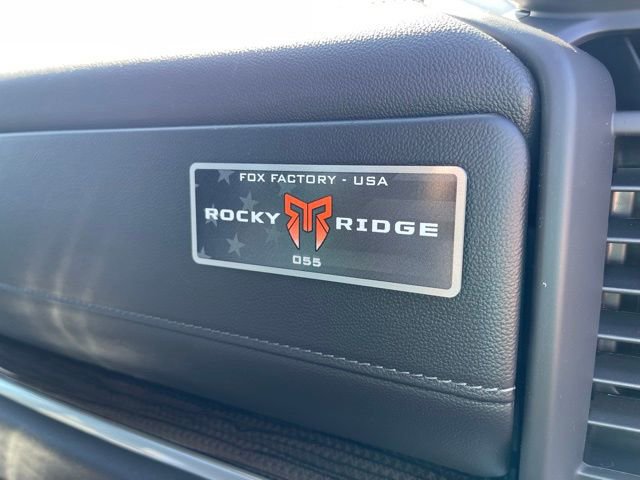 FOX FACTORY - USA
ROCKY RIDGE
055